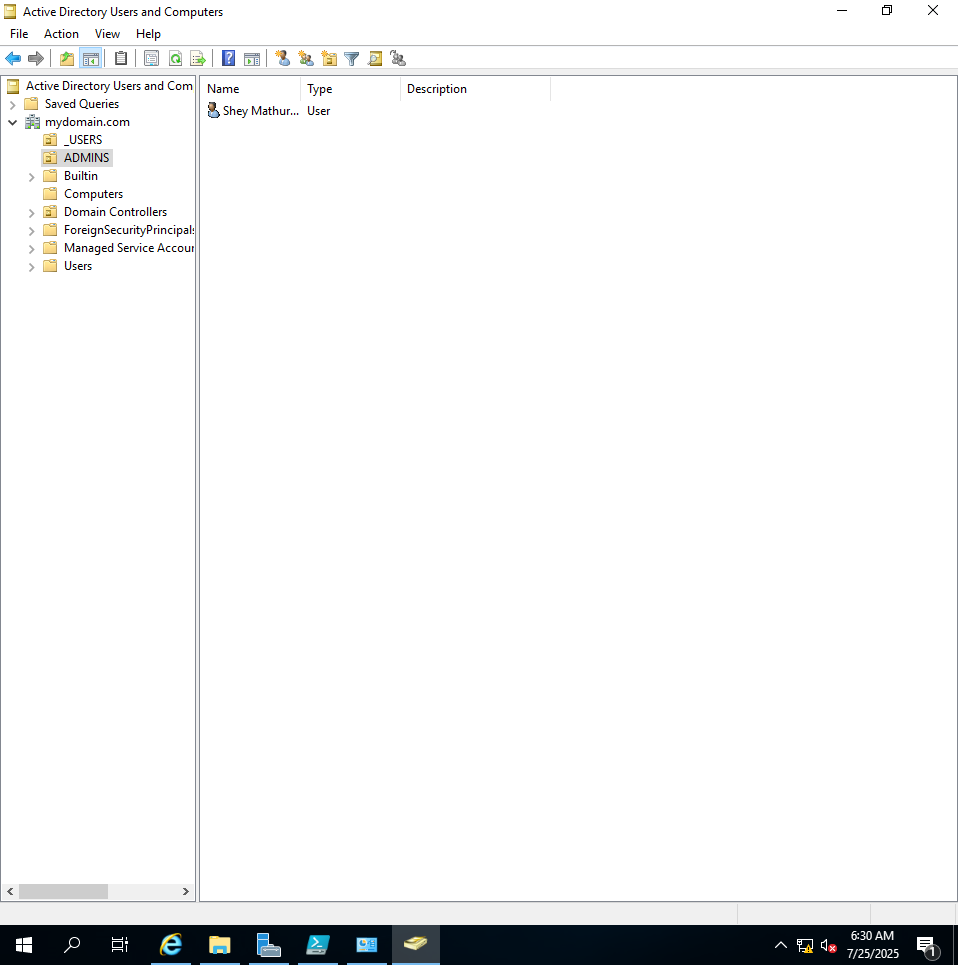 Active Directory Users and Computers
File Action View Help
Active Directory Users and Com
Saved Queries
mydomain.com
_USERS
ADMINS
Builtin
Computers
Domain Controllers
ForeignSecurityPrincipals
Managed Service Accour
Users
Name Type Description
Shey Mathur... User
6:30 AM
7/25/2025
1